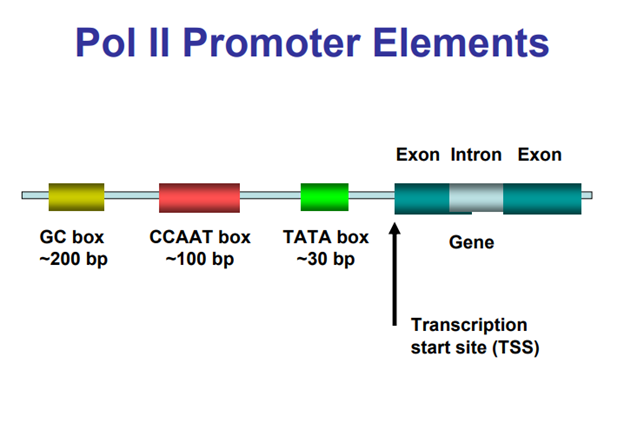 Pol II Promoter Elements
Exon Intron Exon
GC box
~200 bp
CCAAT box
~100 bp
TATA box
~30 bp
Gene
Transcription
start site (TSS)